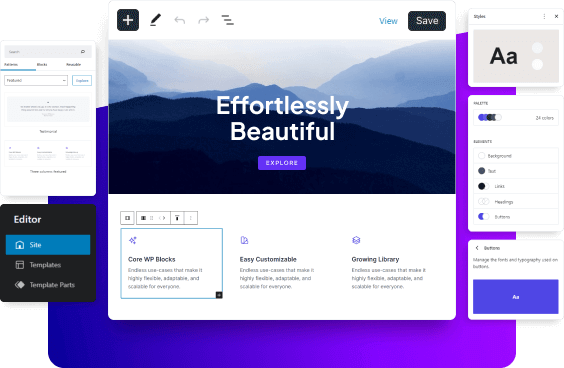 View
Save
Effortlessly
Beautiful
EXPLORE
Core WP Blocks
Endless use-cases that make it
highly flexible, adaptable, and
scalable for everyone.
Easy Customizable
Endless use-cases that make it
highly flexible, adaptable, and
scalable for everyone.
Growing Library
Endless use-cases that make it
highly flexible, adaptable, and
scalable for everyone.
Search
Patterns
Blocks
Reusable
Featured
Explore
Testimonial
Three columns featured
Editor
Site
Templates
Template Parts
Styles
Aa
PALETTE
24 colors
ELEMENTS
Background
Text
Links
Headings
Buttons
Buttons
Manage the fonts and typography used on
buttons.
Aa